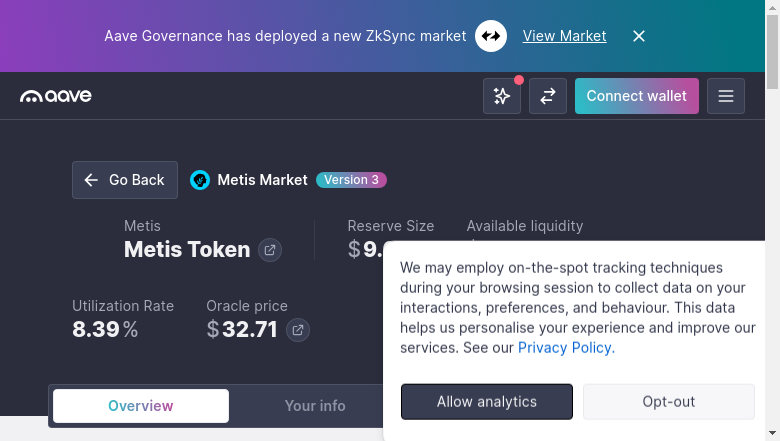 Aave Governance has deployed a new ZkSync market View Market
aave
Connect wallet
Go Back
Metis Market Version 3
Metis Reserve Size Available liquidity
Metis Token $9.
We may employ on-the-spot tracking techniques
during your browsing session to collect data on your
interactions, preferences, and behaviour. This data
helps us personalise your experience and improve our
services. See our Privacy Policy.
Utilization Rate Oracle price
8.39% $32.71
Allow analytics Opt-out
Overview Your info